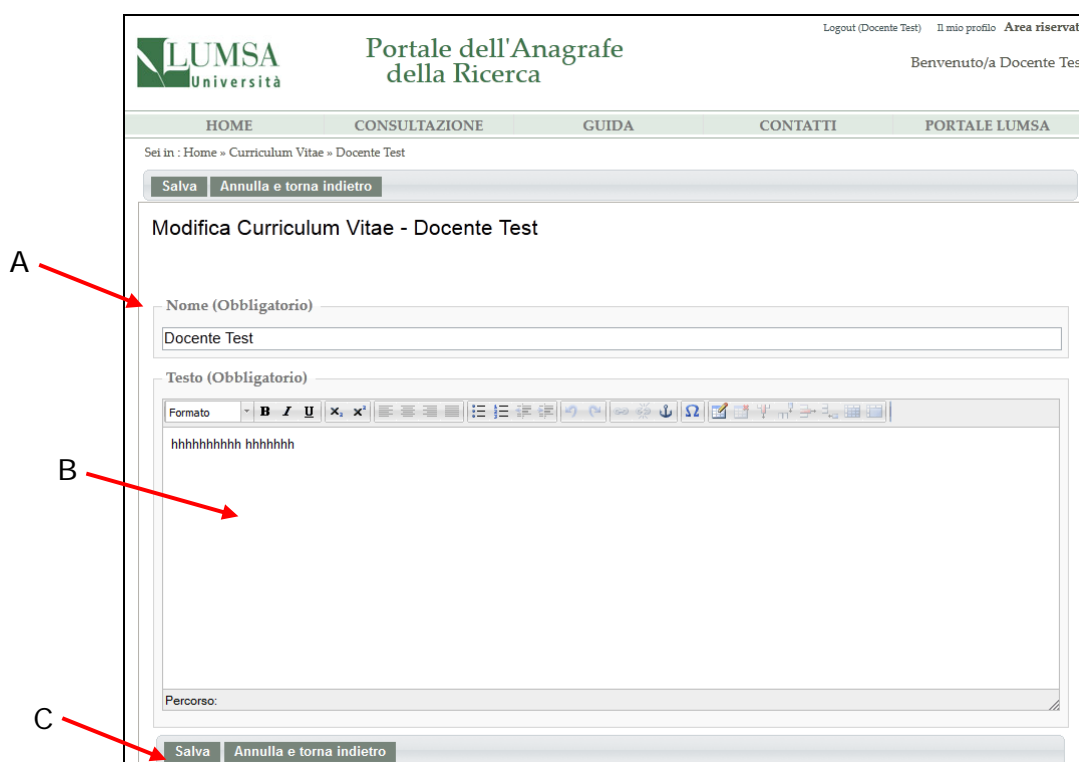 Logout (Docente Test) Il mio profilo Area riservat
LUMSA
Università
Portale dell'Anagrafe
della Ricerca
Benvenuto/a Docente Tes
HOME CONSULTAZIONE GUIDA CONTATTI PORTALE LUMSA
Sei in : Home » Curriculum Vitae » Docente Test
Salva Annulla e torna indietro
Modifica Curriculum Vitae - Docente Test
A
Nome (Obbligatorio)
Docente Test
Testo (Obbligatorio)
Formato B I U x₂ x² Ω
hhhhhhhhhh hhhhhhh
B
Percorso:
C
Salva Annulla e torna indietro